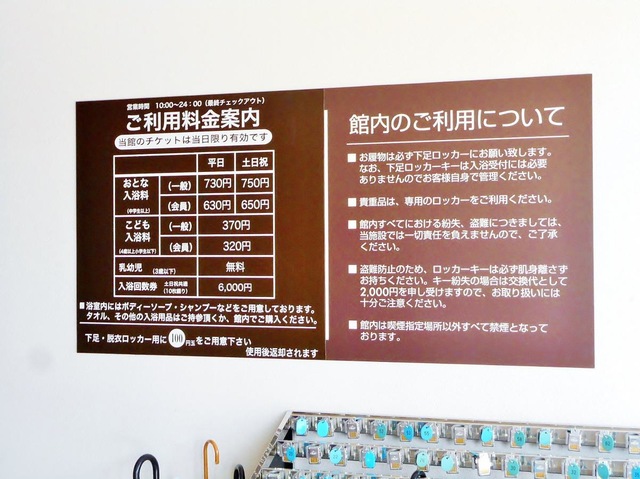 営業時間 10:00〜24:00(最終チェックアウト)
ご利用料金案内
当館のチケットは当日限り有効です
平日 土日祝
おとな入浴料 (中学生以上) (一般) 730円 750円
(会員) 630円 650円
こども入浴料 (4歳以上小学生以下) (一般) 370円
(会員) 320円
乳幼児 (3歳以下) 無料
入浴回数券 土日祝共通(10枚綴り) 6,000円
■浴室内にはボディーソープ・シャンプーなどをご用意しております。
タオル、その他の入浴用品はご持参頂くか、館内でご購入ください。
下足・脱衣ロッカー用に100円玉をご用意下さい
使用後返却されます
館内のご利用について
■お履物は必ず下足ロッカーにお願い致します。
なお、下足ロッカーキーは入浴受付には必要
ありませんのでお客様自身で管理ください。
■貴重品は、専用のロッカーをご利用ください。
■館内すべてにおける紛失、盗難につきましては、
当施設では一切責任を負えませんので、ご了承
ください。
■盗難防止のため、ロッカーキーは必ず肌身離さず
お持ちください。キー紛失の場合は交換代として
2,000円を申し受けますので、お取り扱いには
十分ご注意ください。
■館内は喫煙指定場所以外すべて禁煙となって
おります。